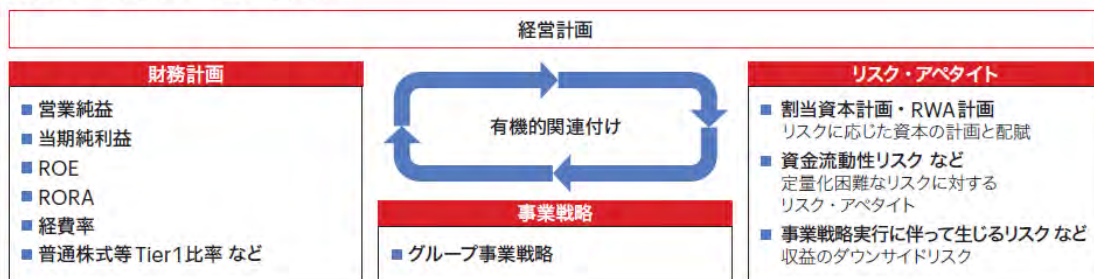 経営計画
財務計画
■ 営業純益
■ 当期純利益
■ ROE
■ RORA
■ 経費率
■ 普通株式等Tier1比率 など
有機的関連付け
事業戦略
■ グループ事業戦略
リスク・アペタイト
■ 割当資本計画・RWA計画
リスクに応じた資本の計画と配賦
■ 資金流動性リスク など
定量化困難なリスクに対する
リスク・アペタイト
■ 事業戦略実行に伴って生じるリスク など
収益のダウンサイドリスク